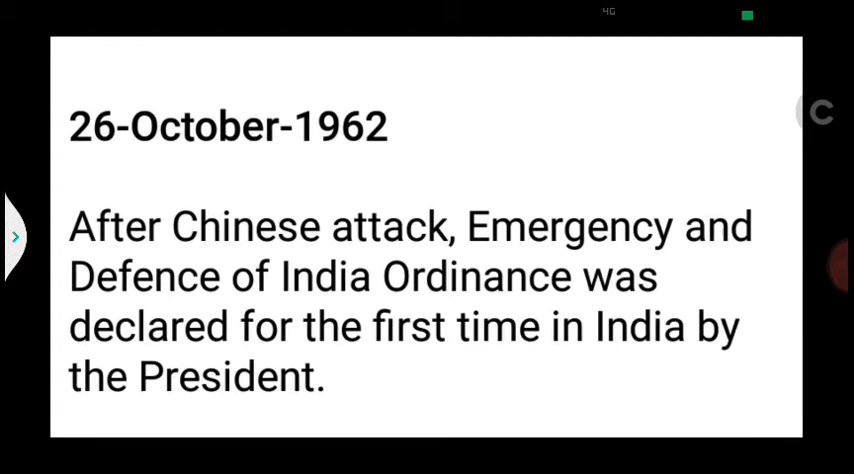 4G
26-October-1962
C
After Chinese attack, Emergency and
Defence of India Ordinance was
declared for the first time in India by
the President.